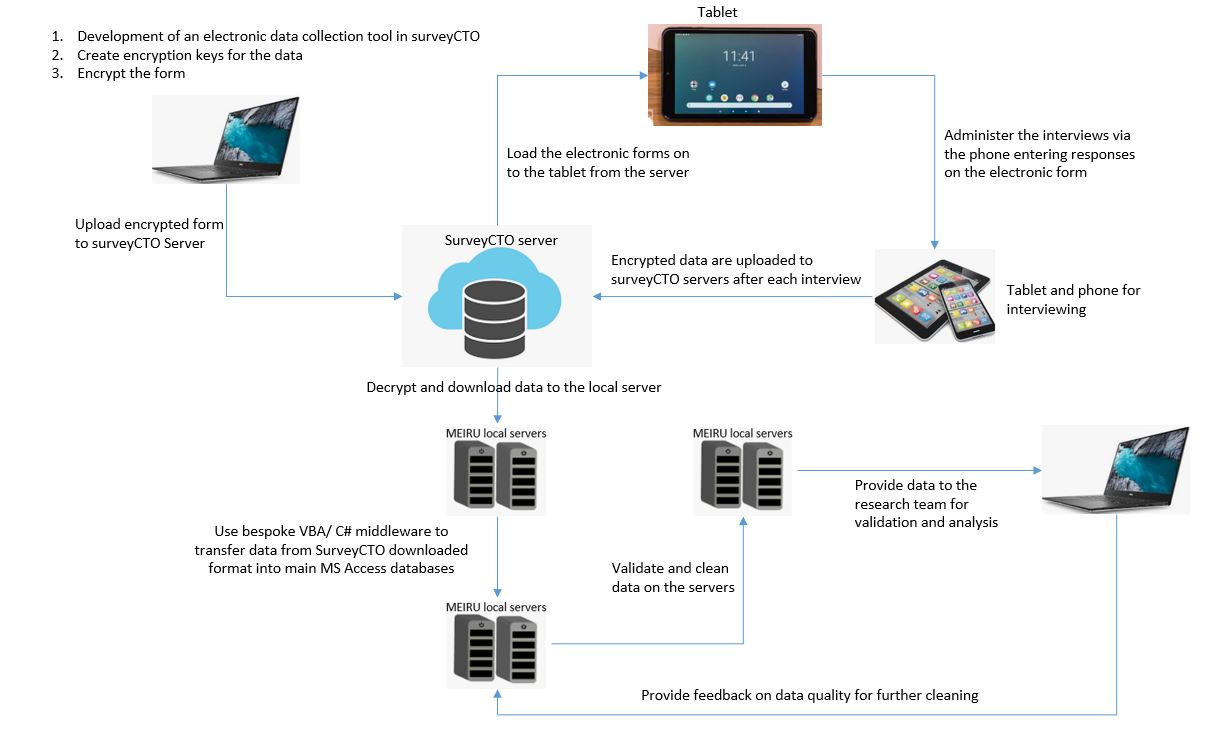 Tablet
1. Development of an electronic data collection tool in surveyCTO
2. Create encryption keys for the data
3. Encrypt the form
11:41
Administer the interviews via
the phone entering responses
on the electronic form
Load the electronic forms on
to the tablet from the server
Upload encrypted form
to surveyCTO Server
SurveyCTO server
Encrypted data are uploaded to
surveyCTO servers after each interview
Tablet and phone for
interviewing
Decrypt and download data to the local server
MEIRU local servers
MEIRU local servers
Provide data to the
research team for
validation and analysis
Use bespoke VBA/ C# middleware to
transfer data from SurveyCTO downloaded
format into main MS Access databases
Validate and clean
data on the servers
MEIRU local servers
Provide feedback on data quality for further cleaning